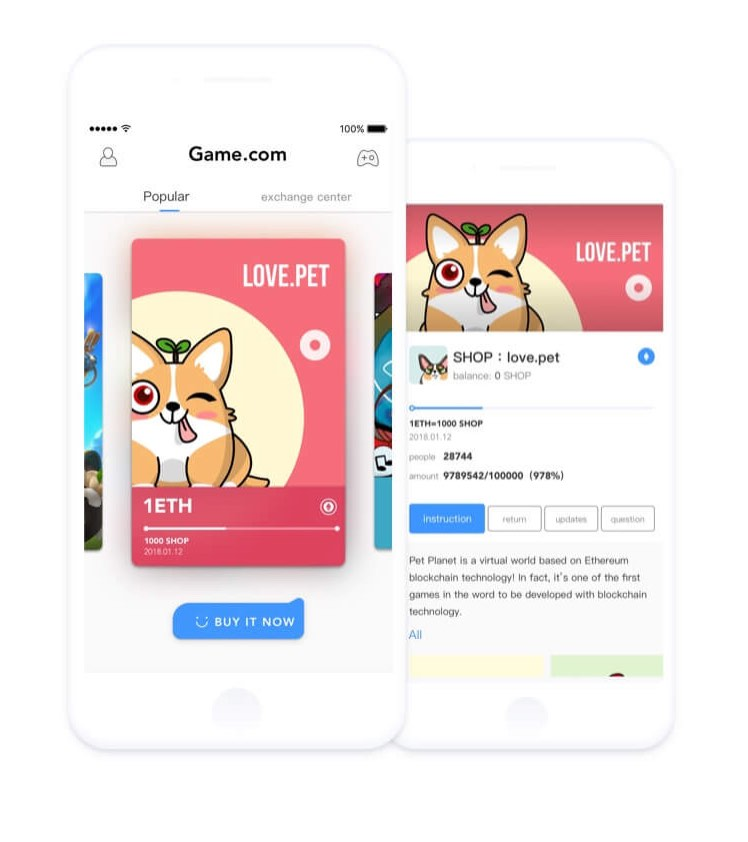 100%
Game.com
Popular
exchange center
LOVE.PET
1ETH
1000 SHOP
2018.01.12
BUY IT NOW
LOVE.PET
SHOP：love.pet
balance: 0 SHOP
1ETH=1000 SHOP
2018.01.12
people 28744
amount 9789542/100000 (978%)
instruction return updates question
Pet Planet is a virtual world based on Ethereum
blockchain technology! In fact, it's one of the first
games in the word to be developed with blockchain
technology.
All